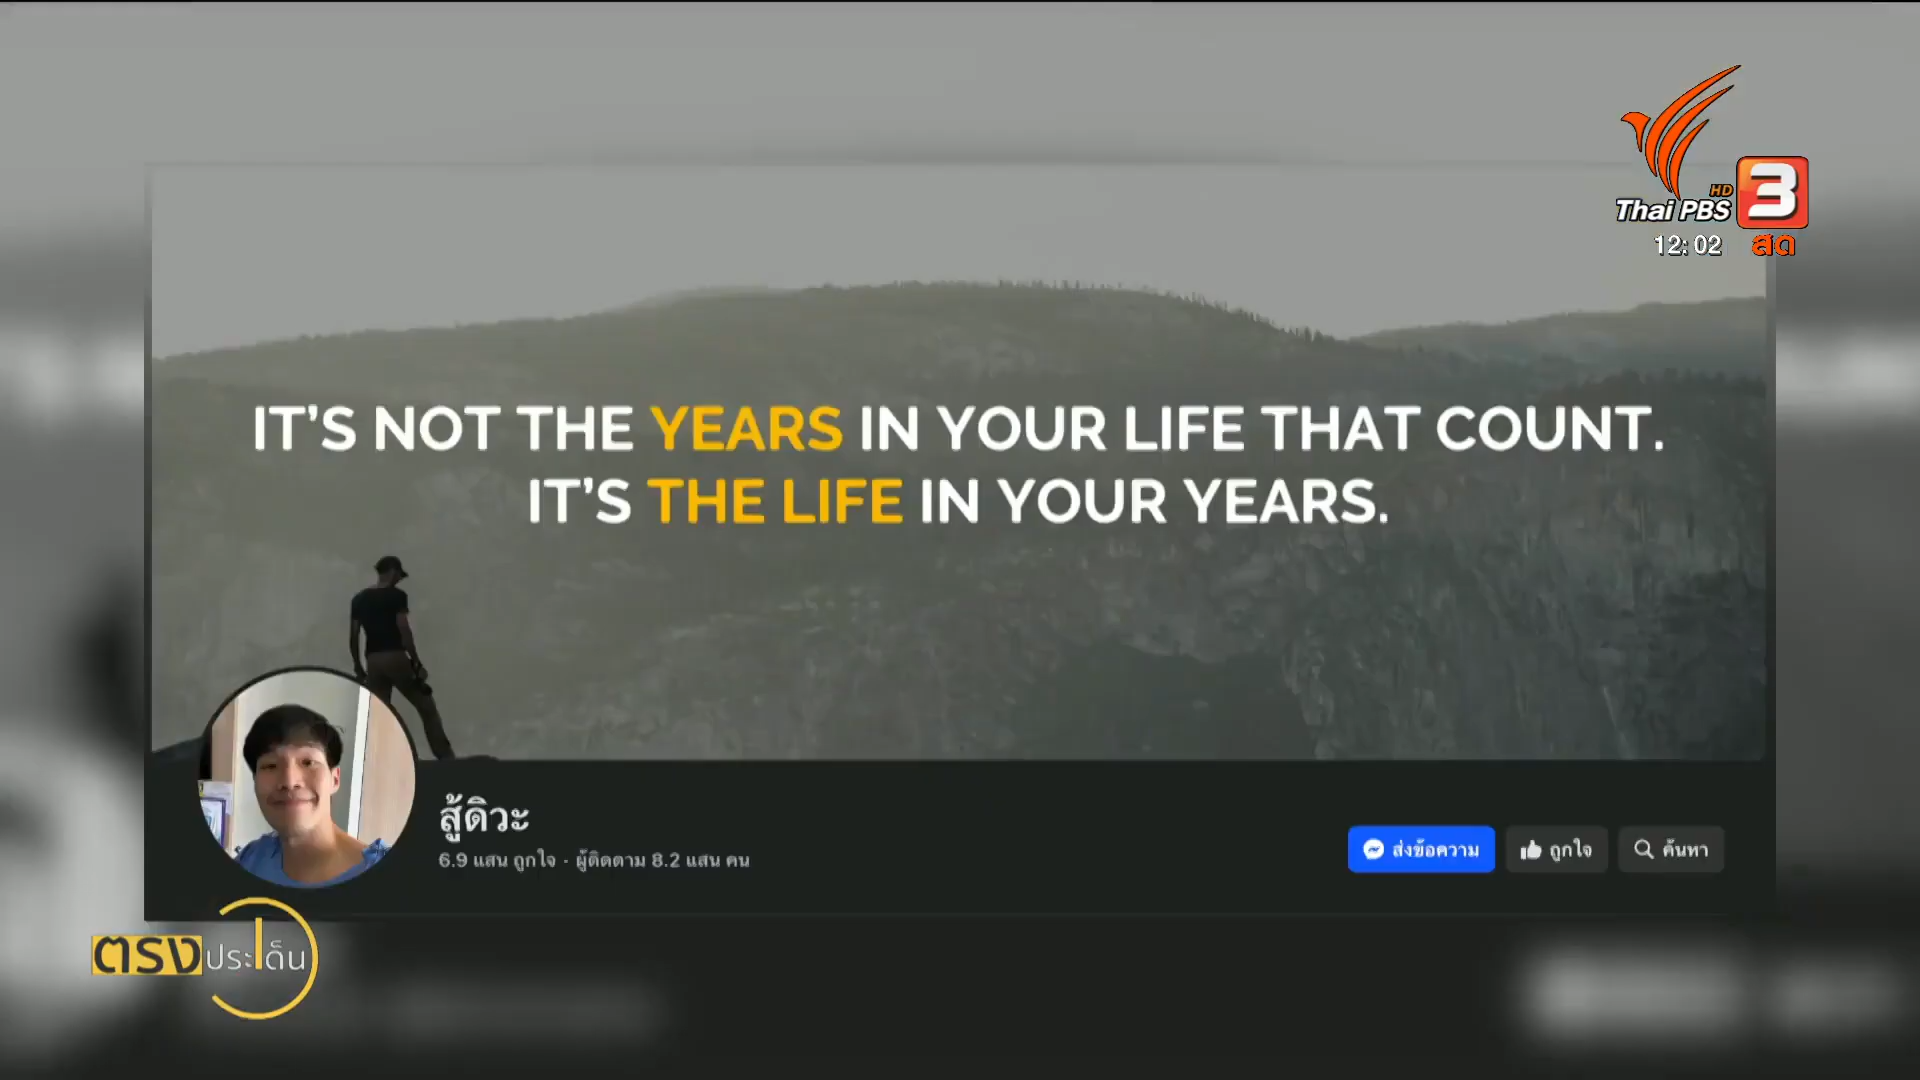 HD
Thai PBS 3
12:02 สด
IT'S NOT THE YEARS IN YOUR LIFE THAT COUNT.
IT'S THE LIFE IN YOUR YEARS.
สู้ดิวะ
6.9 แสน ถูกใจ · ผู้ติดตาม 8.2 แสน คน
ส่งข้อความ
ถูกใจ
ค้นหา
ตรงประเด็น